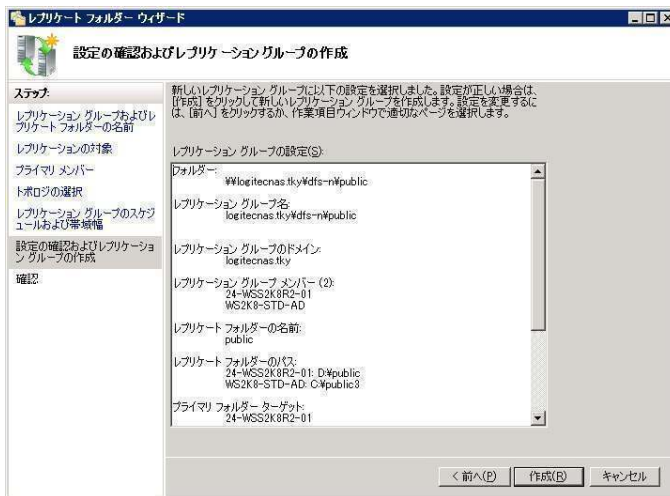 レプリケート フォルダー ウィザード
設定の確認およびレプリケーション グループの作成
ステップ:
レプリケーション グループおよびレ
プリケート フォルダーの名前
レプリケーションの対象
プライマリ メンバー
トポロジの選択
レプリケーション グループのスケジ
ュールおよび帯域幅
設定の確認およびレプリケーショ
ン グループの作成
確認
新しいレプリケーション グループに以下の設定を選択しました。設定が正しい場合は、
[作成] をクリックして新しいレプリケーション グループを作成します。設定を変更するに
は、[前へ] をクリックするか、作業項目ウィンドウで適切なページを選択します。
レプリケーション グループの設定(S):
フォルダー:
¥¥logitecnas.tky¥dfs-n¥public
レプリケーション グループ名:
logitecnas.tky¥dfs-n¥public
レプリケーション グループのドメイン:
logitecnas.tky
レプリケーション グループ メンバー (2):
24-WSS2K8R2-01
WS2K8-STD-AD
レプリケート フォルダーの名前:
public
レプリケート フォルダーのパス:
24-WSS2K8R2-01: D:¥public
WS2K8-STD-AD: C:¥public3
プライマリ フォルダー ターゲット:
24-WSS2K8R2-01
< 前へ(P)
作成(R)
キャンセル